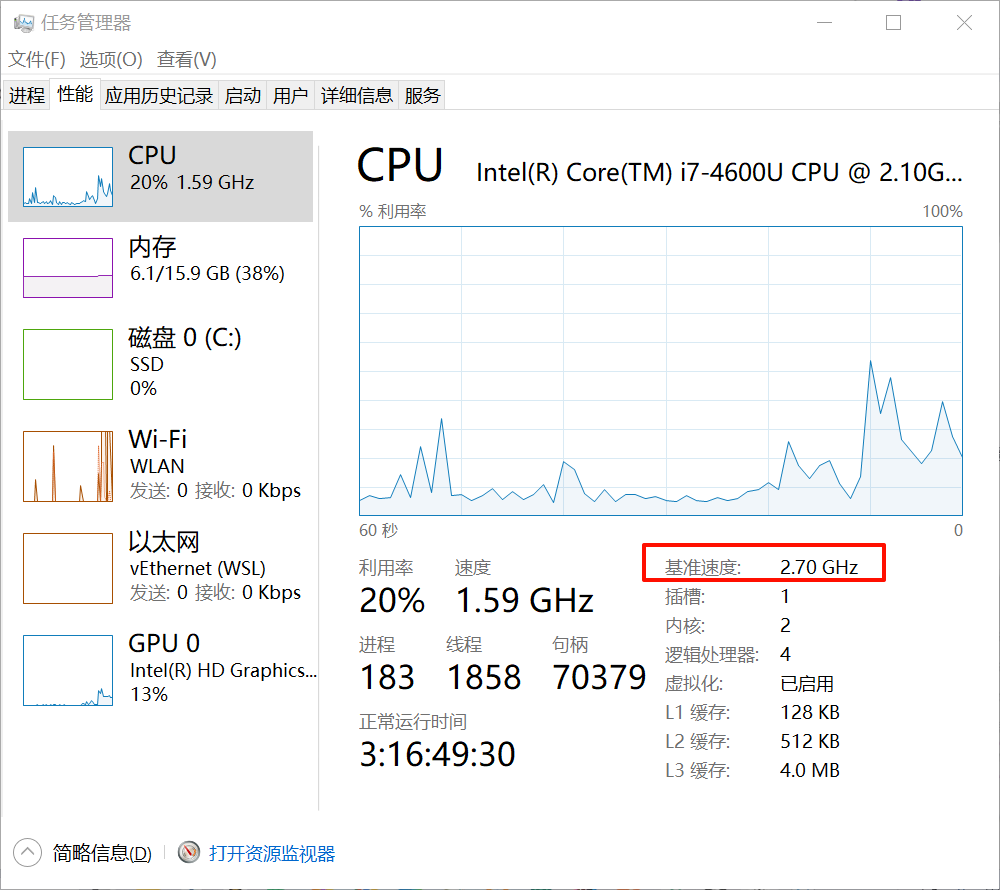 任务管理器
文件(F) 选项(O) 查看(V)
进程 性能 应用历史记录 启动 用户 详细信息 服务
CPU
20% 1.59 GHz
内存
6.1/15.9 GB (38%)
磁盘 0 (C:)
SSD
0%
Wi-Fi
WLAN
发送: 0 接收: 0 Kbps
以太网
vEthernet (WSL)
发送: 0 接收: 0 Kbps
GPU 0
Intel(R) HD Graphics...
13%
CPU Intel(R) Core(TM) i7-4600U CPU @ 2.10G...
% 利用率 100%
60 秒 0
利用率 速度
20% 1.59 GHz
进程 线程 句柄
183 1858 70379
正常运行时间
3:16:49:30
基准速度: 2.70 GHz
插槽: 1
内核: 2
逻辑处理器: 4
虚拟化: 已启用
L1 缓存: 128 KB
L2 缓存: 512 KB
L3 缓存: 4.0 MB
简略信息(D) 打开资源监视器